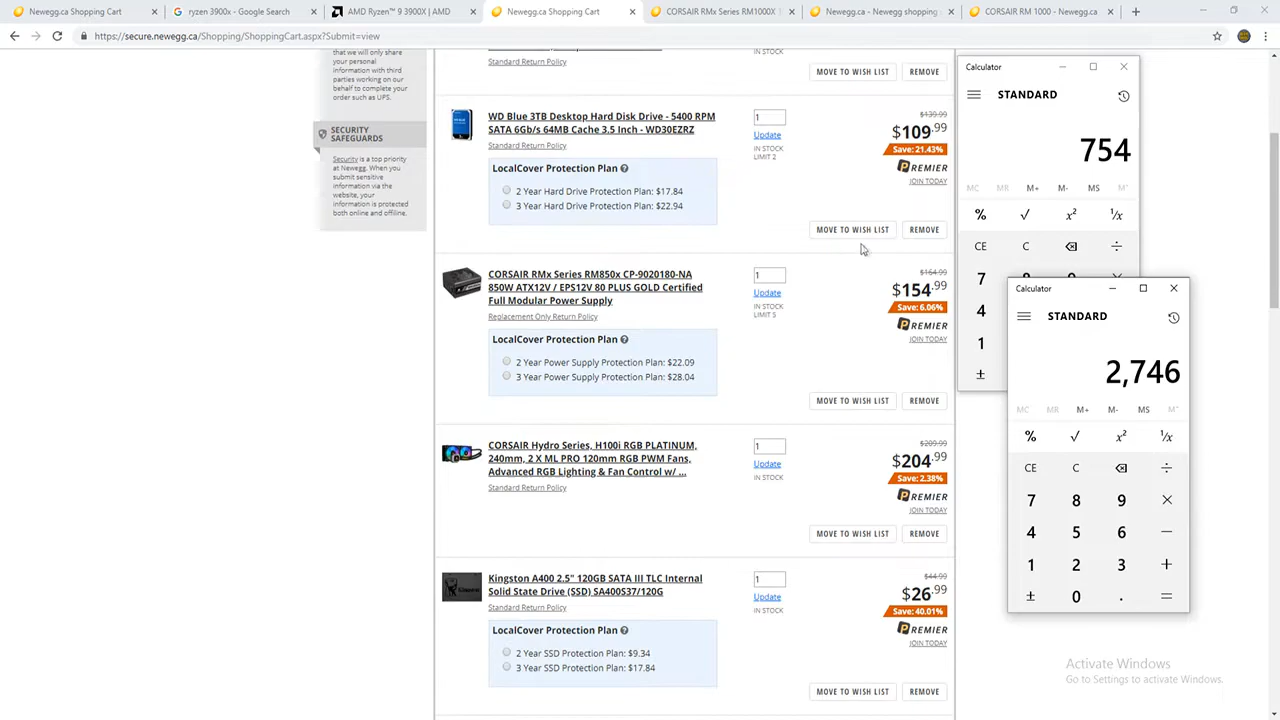 Newegg.ca Shopping Cart
ryzen 3900x - Google Search
AMD Ryzen™ 9 3900X | AMD
Newegg.ca Shopping Cart
CORSAIR RMx Series RM1000X
Newegg.ca - Newegg shopping
CORSAIR RM 1000 - Newegg.ca
https://secure.newegg.ca/Shopping/ShoppingCart.aspx?Submit=view
that we will only share
your personal
information with third
parties working on our
behalf to complete your
order such as UPS.
SECURITY
SAFEGUARDS
Security is a top priority
at Newegg. When you
submit sensitive
information via the
website, your
information is protected
both online and offline.
Standard Return Policy
IN STOCK
MOVE TO WISH LIST
REMOVE
WD Blue 3TB Desktop Hard Disk Drive - 5400 RPM
SATA 6Gb/s 64MB Cache 3.5 Inch - WD30EZRZ
Standard Return Policy
LocalCover Protection Plan ?
2 Year Hard Drive Protection Plan: $17.84
3 Year Hard Drive Protection Plan: $22.94
1
Update
IN STOCK
LIMIT 2
$139.99
$109.99
Save: 21.43%
PREMIER
JOIN TODAY
MOVE TO WISH LIST
REMOVE
CORSAIR RMx Series RM850x CP-9020180-NA
850W ATX12V / EPS12V 80 PLUS GOLD Certified
Full Modular Power Supply
Replacement Only Return Policy
LocalCover Protection Plan ?
2 Year Power Supply Protection Plan: $22.09
3 Year Power Supply Protection Plan: $28.04
1
Update
IN STOCK
LIMIT 5
$164.99
$154.99
Save: 6.06%
PREMIER
JOIN TODAY
MOVE TO WISH LIST
REMOVE
CORSAIR Hydro Series, H100i RGB PLATINUM,
240mm, 2 X ML PRO 120mm RGB PWM Fans,
Advanced RGB Lighting & Fan Control w/ ...
Standard Return Policy
1
Update
IN STOCK
$209.99
$204.99
Save: 2.38%
PREMIER
JOIN TODAY
MOVE TO WISH LIST
REMOVE
Kingston A400 2.5" 120GB SATA III TLC Internal
Solid State Drive (SSD) SA400S37/120G
Standard Return Policy
LocalCover Protection Plan ?
2 Year SSD Protection Plan: $9.34
3 Year SSD Protection Plan: $17.84
1
Update
IN STOCK
$44.99
$26.99
Save: 40.01%
PREMIER
JOIN TODAY
MOVE TO WISH LIST
REMOVE
Calculator
STANDARD
754
MC MR M+ M- MS M˅
% √ x² ¹/x
CE C ÷
7
4
1
±
Calculator
STANDARD
2,746
MC MR M+ M- MS M˅
% √ x² ¹/x
CE C ÷
7 8 9 ×
4 5 6 −
1 2 3 +
± 0 . =
Activate Windows
Go to Settings to activate Windows.